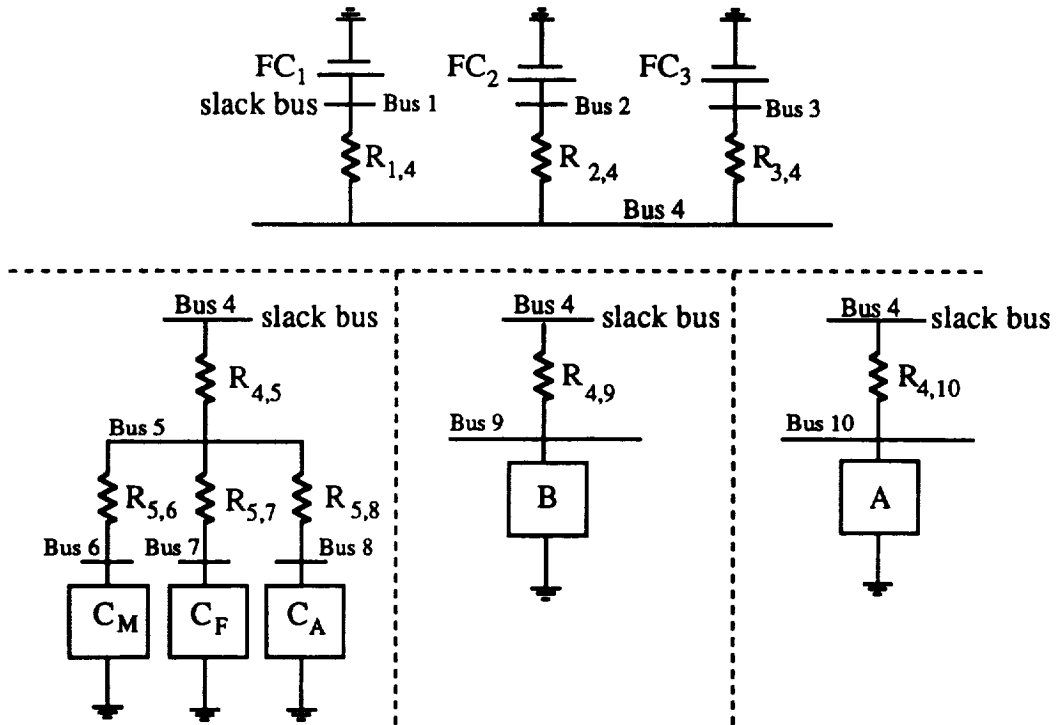 FC1 FC2 FC3
slack bus Bus 1 Bus 2 Bus 3
R1,4 R2,4 R3,4
Bus 4
Bus 4 slack bus Bus 4 slack bus Bus 4 slack bus
R4,5 R4,9 R4,10
Bus 5 Bus 9 Bus 10
R5,6 R5,7 R5,8 B A
Bus 6 Bus 7 Bus 8
CM CF CA